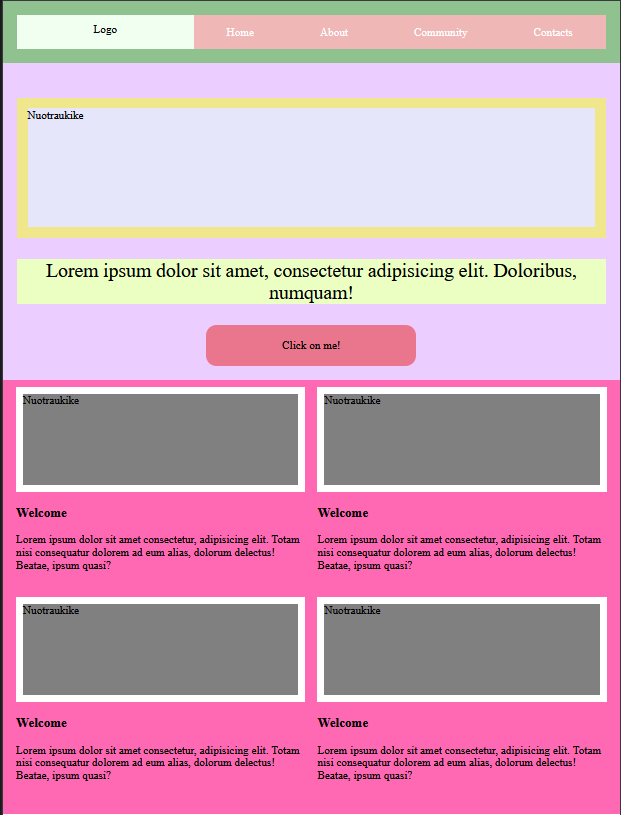 Logo
Home About Community Contacts
Nuotraukike
Lorem ipsum dolor sit amet, consectetur adipisicing elit. Doloribus,
numquam!
Click on me!
Nuotraukike
Welcome
Lorem ipsum dolor sit amet consectetur, adipisicing elit. Totam
nisi consequatur dolorem ad eum alias, dolorum delectus!
Beatae, ipsum quasi?
Nuotraukike
Welcome
Lorem ipsum dolor sit amet consectetur, adipisicing elit. Totam
nisi consequatur dolorem ad eum alias, dolorum delectus!
Beatae, ipsum quasi?
Nuotraukike
Welcome
Lorem ipsum dolor sit amet consectetur, adipisicing elit. Totam
nisi consequatur dolorem ad eum alias, dolorum delectus!
Beatae, ipsum quasi?
Nuotraukike
Welcome
Lorem ipsum dolor sit amet consectetur, adipisicing elit. Totam
nisi consequatur dolorem ad eum alias, dolorum delectus!
Beatae, ipsum quasi?